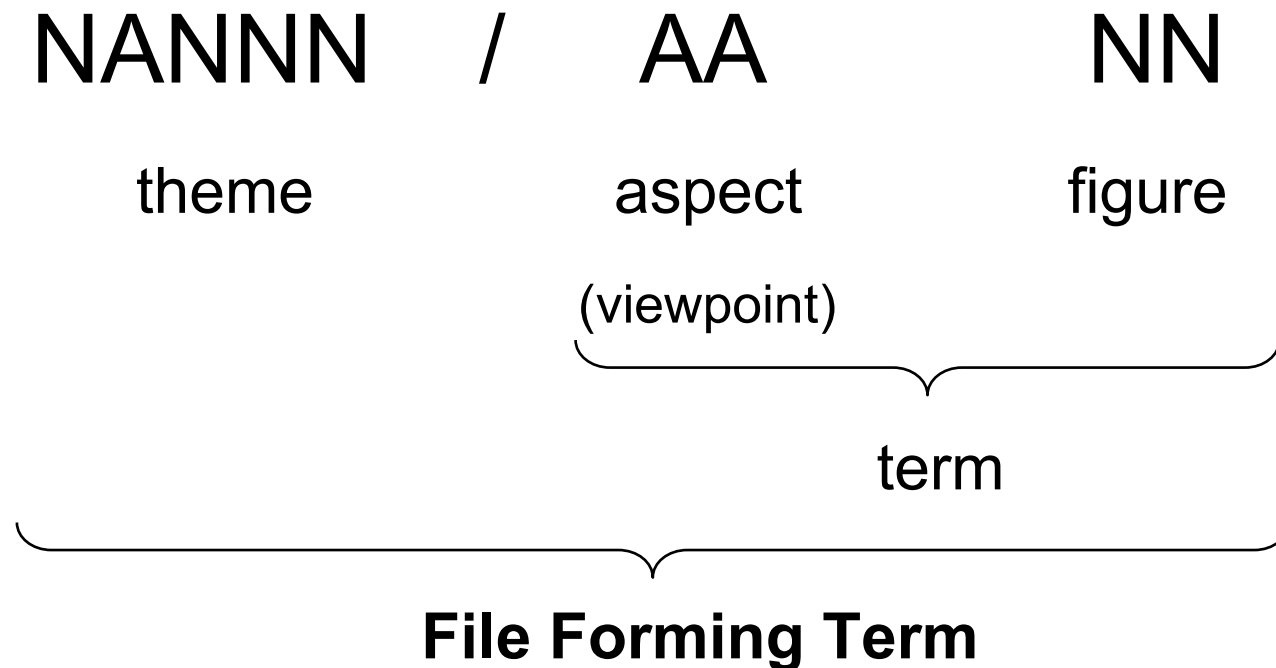 NANNN / AA NN
theme aspect figure
(viewpoint)
term
File Forming Term